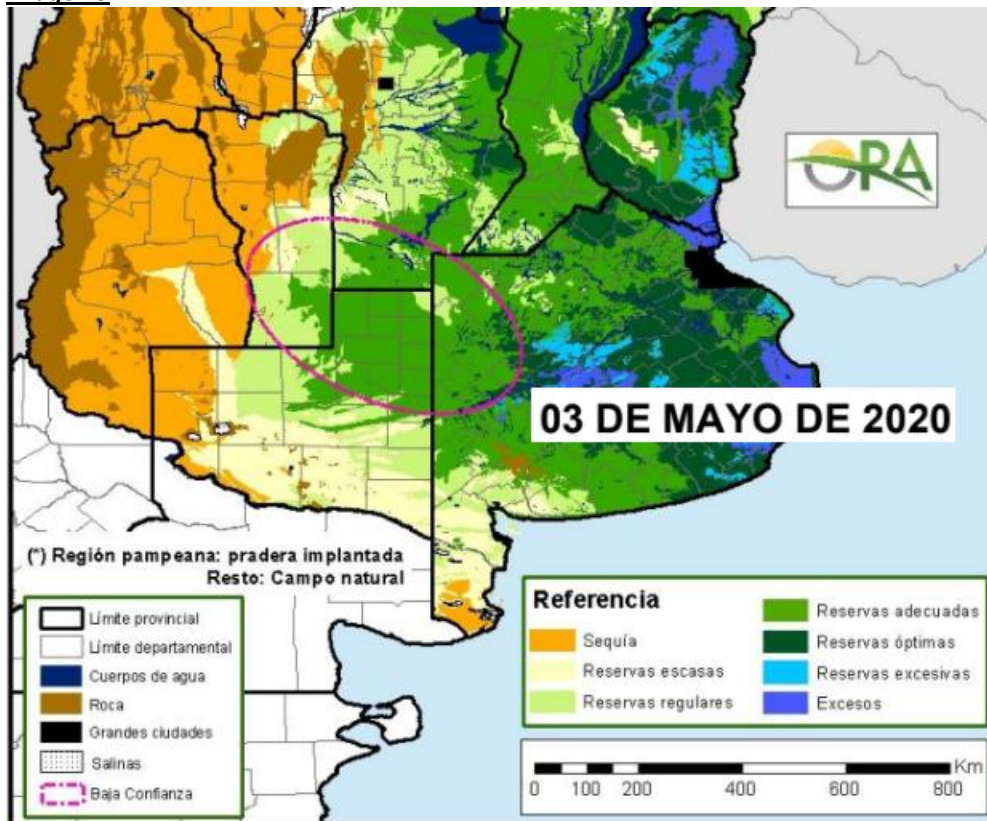 ORA
03 DE MAYO DE 2020
(*) Región pampeana: pradera implantada
Resto: Campo natural
Límite provincial
Límite departamental
Cuerpos de agua
Roca
Grandes ciudades
Salinas
Baja Confianza
Referencia
Sequía
Reservas escasas
Reservas regulares
Reservas adecuadas
Reservas óptimas
Reservas excesivas
Excesos
Km
0 100 200 400 600 800